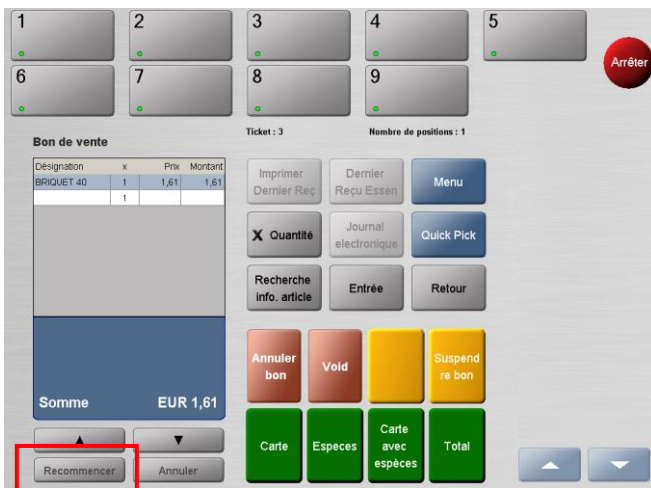 1
2
3
4
5
Arrêter
6
7
8
9
Ticket : 3
Nombre de positions : 1
Bon de vente
Désignation x Prix Montant
BRIQUET 40 1 1,61 1,61
1
Imprimer
Dernier Reç
Dernier
Reçu Essen
Menu
X Quantité
Journal
electronique
Quick Pick
Recherche
info. article
Entrée
Retour
Annuler
bon
Void
Suspend
re bon
Somme EUR 1,61
Carte
Especes
Carte
avec
espèces
Total
Recommencer
Annuler